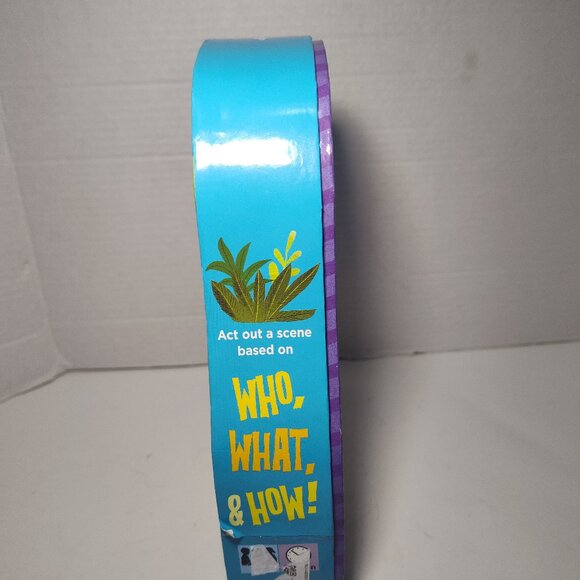 Act out a scene
based on
WHO,
WHAT,
& HOW!